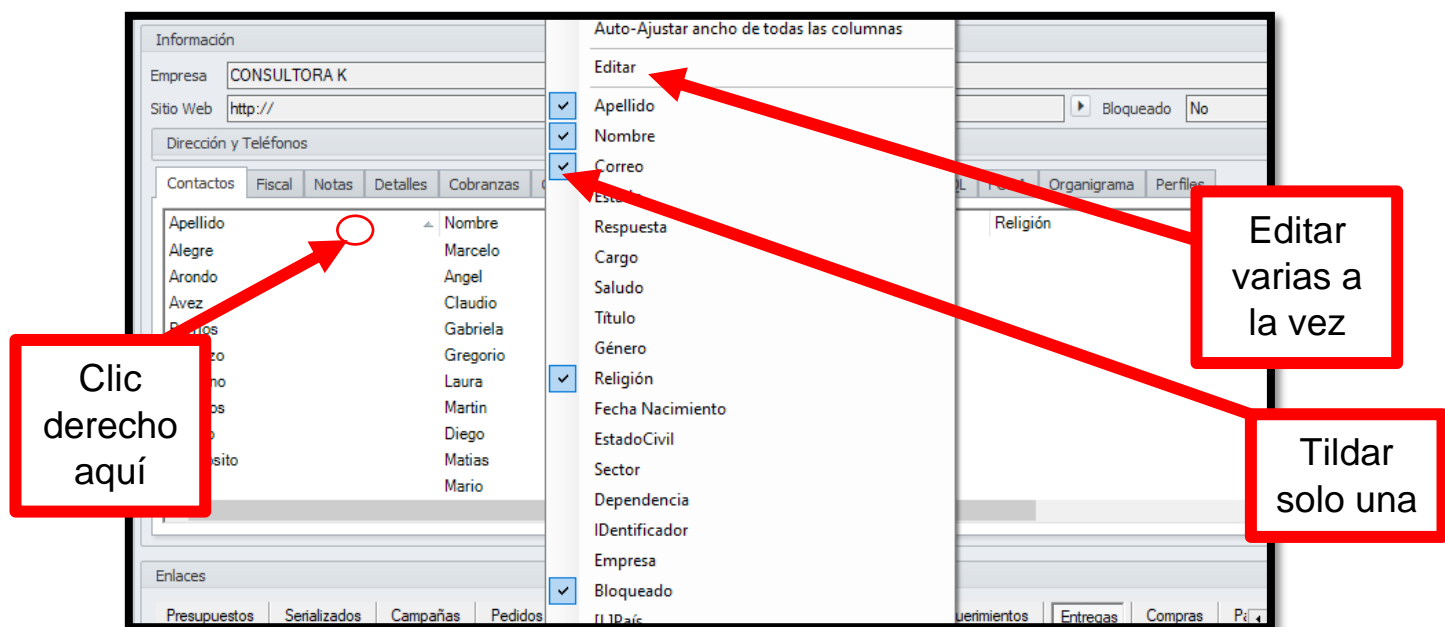 Información
Auto-Ajustar ancho de todas las columnas
Empresa CONSULTORA K
Editar
Sitio Web http://
Bloqueado No
Apellido
Nombre
Correo
Respuesta
Cargo
Saludo
Título
Género
Religión
Fecha Nacimiento
EstadoCivil
Sector
Dependencia
IDentificador
Empresa
Bloqueado
Dirección y Teléfonos
Contactos Fiscal Notas Detalles Cobranzas
Organigrama Perfiles
Apellido Nombre Religión
Alegre Marcelo
Arondo Angel
Avez Claudio
Gabriela
Gregorio
Laura
Martin
Diego
Matias
Mario
Clic
derecho
aquí
Editar
varias a
la vez
Tildar
solo una
Enlaces
Presupuestos Serializados Campañas Pedidos
Entregas Compras